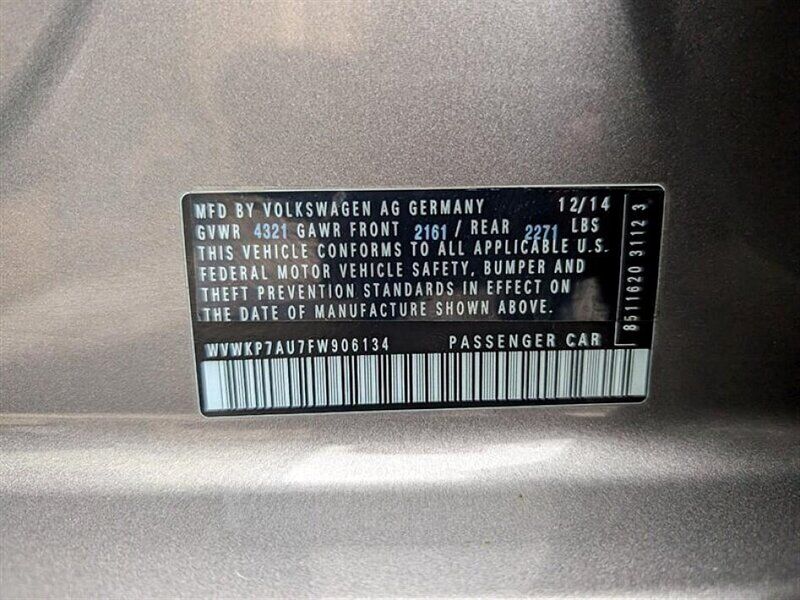 MFD BY VOLKSWAGEN AG GERMANY 12/14
GVWR 4321 GAWR FRONT 2161 / REAR 2271 LBS
THIS VEHICLE CONFORMS TO ALL APPLICABLE U.S.
FEDERAL MOTOR VEHICLE SAFETY, BUMPER AND
THEFT PREVENTION STANDARDS IN EFFECT ON
THE DATE OF MANUFACTURE SHOWN ABOVE.
WVWKP7AU7FW906134 PASSENGER CAR
8511620 3112 3